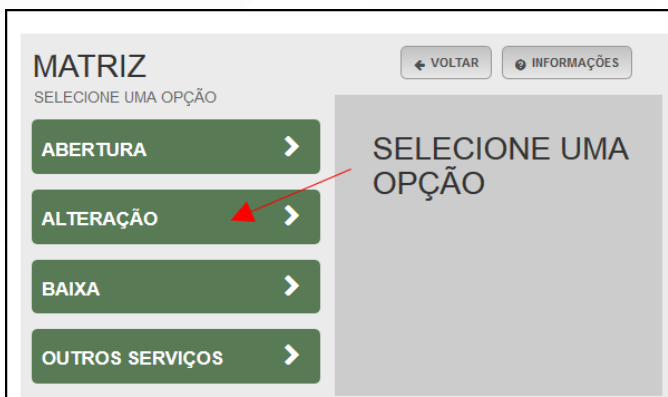 MATRIZ
SELECIONE UMA OPÇÃO
ABERTURA
ALTERAÇÃO
BAIXA
OUTROS SERVIÇOS
VOLTAR
INFORMAÇÕES
SELECIONE UMA
OPÇÃO